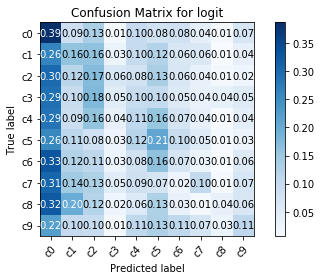 Confusion Matrix for logit
c0 0.39 0.09 0.13 0.01 0.10 0.08 0.08 0.04 0.01 0.07
c1 0.26 0.16 0.16 0.03 0.10 0.12 0.06 0.06 0.01 0.04
c2 0.30 0.12 0.17 0.06 0.08 0.13 0.06 0.04 0.01 0.02
c3 0.29 0.10 0.18 0.05 0.10 0.10 0.05 0.04 0.04 0.05
c4 0.29 0.09 0.16 0.04 0.11 0.16 0.07 0.04 0.01 0.04
c5 0.26 0.11 0.08 0.03 0.12 0.21 0.10 0.05 0.01 0.03
c6 0.33 0.12 0.11 0.03 0.08 0.16 0.07 0.03 0.01 0.06
c7 0.31 0.14 0.13 0.05 0.09 0.07 0.02 0.10 0.01 0.07
c8 0.32 0.20 0.12 0.02 0.06 0.13 0.03 0.01 0.04 0.06
c9 0.22 0.10 0.10 0.01 0.11 0.13 0.11 0.03 0.11
c0 c1 c2 c3 c4 c5 c6 c7 c8 c9
True label
Predicted label
0.35
0.30
0.25
0.20
0.15
0.10
0.05